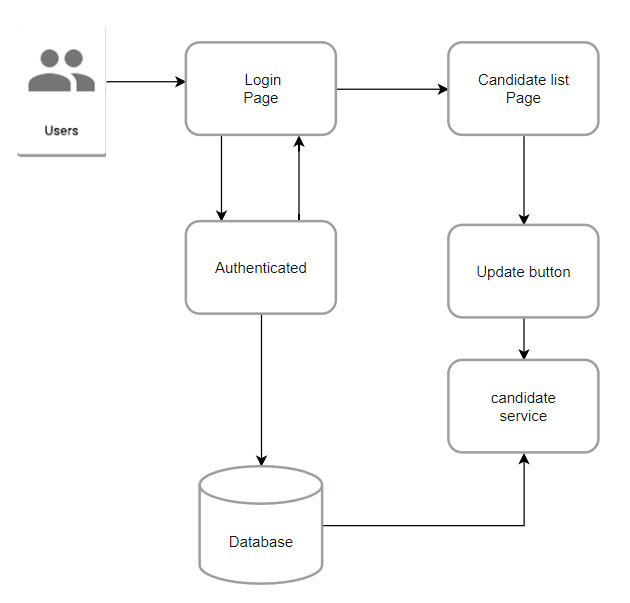 Users
Login
Page
Candidate list
Page
Authenticated
Update button
candidate
service
Database